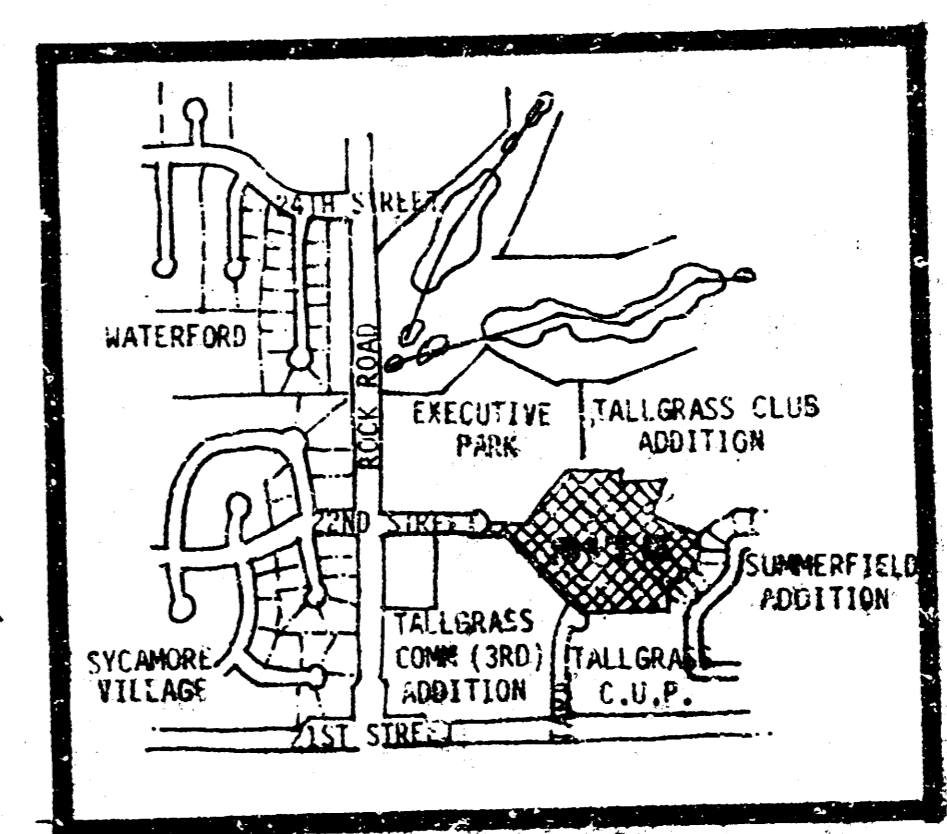 24TH STREET
WATERFORD
ROCK ROAD
EXECUTIVE
PARK
TALLGRASS CLUB
ADDITION
22ND STREET
SUMMERFIELD
ADDITION
TALLGRASS
COMM (3RD)
ADDITION
TALLGRASS
C.U.P.
SYCAMORE
VILLAGE
1ST STREET